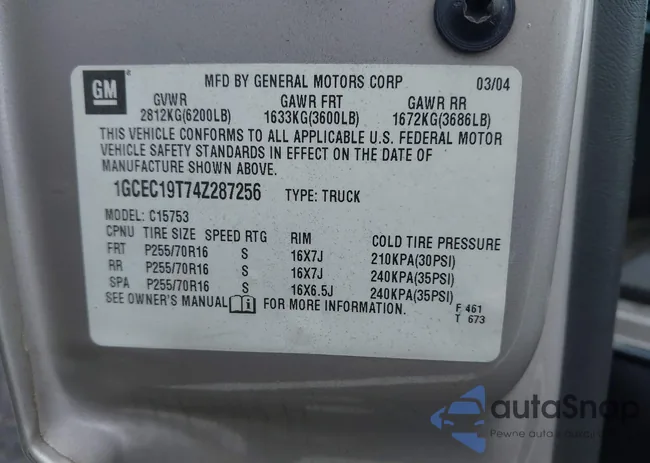 GM
MFD BY GENERAL MOTORS CORP 03/04
GVWR GAWR FRT GAWR RR
2812KG(6200LB) 1633KG(3600LB) 1672KG(3686LB)
THIS VEHICLE CONFORMS TO ALL APPLICABLE U.S. FEDERAL MOTOR
VEHICLE SAFETY STANDARDS IN EFFECT ON THE DATE OF
MANUFACTURE SHOWN ABOVE.
1GCEC19T74Z287256 TYPE: TRUCK
MODEL: C15753
CPNU TIRE SIZE SPEED RTG RIM COLD TIRE PRESSURE
FRT P255/70R16 S 16X7J 210KPA(30PSI)
RR P255/70R16 S 16X7J 240KPA(35PSI)
SPA P255/70R16 S 16X6.5J 240KPA(35PSI)
SEE OWNER'S MANUAL FOR MORE INFORMATION.
F 461
T 673
autaSnap
Pewne auto z